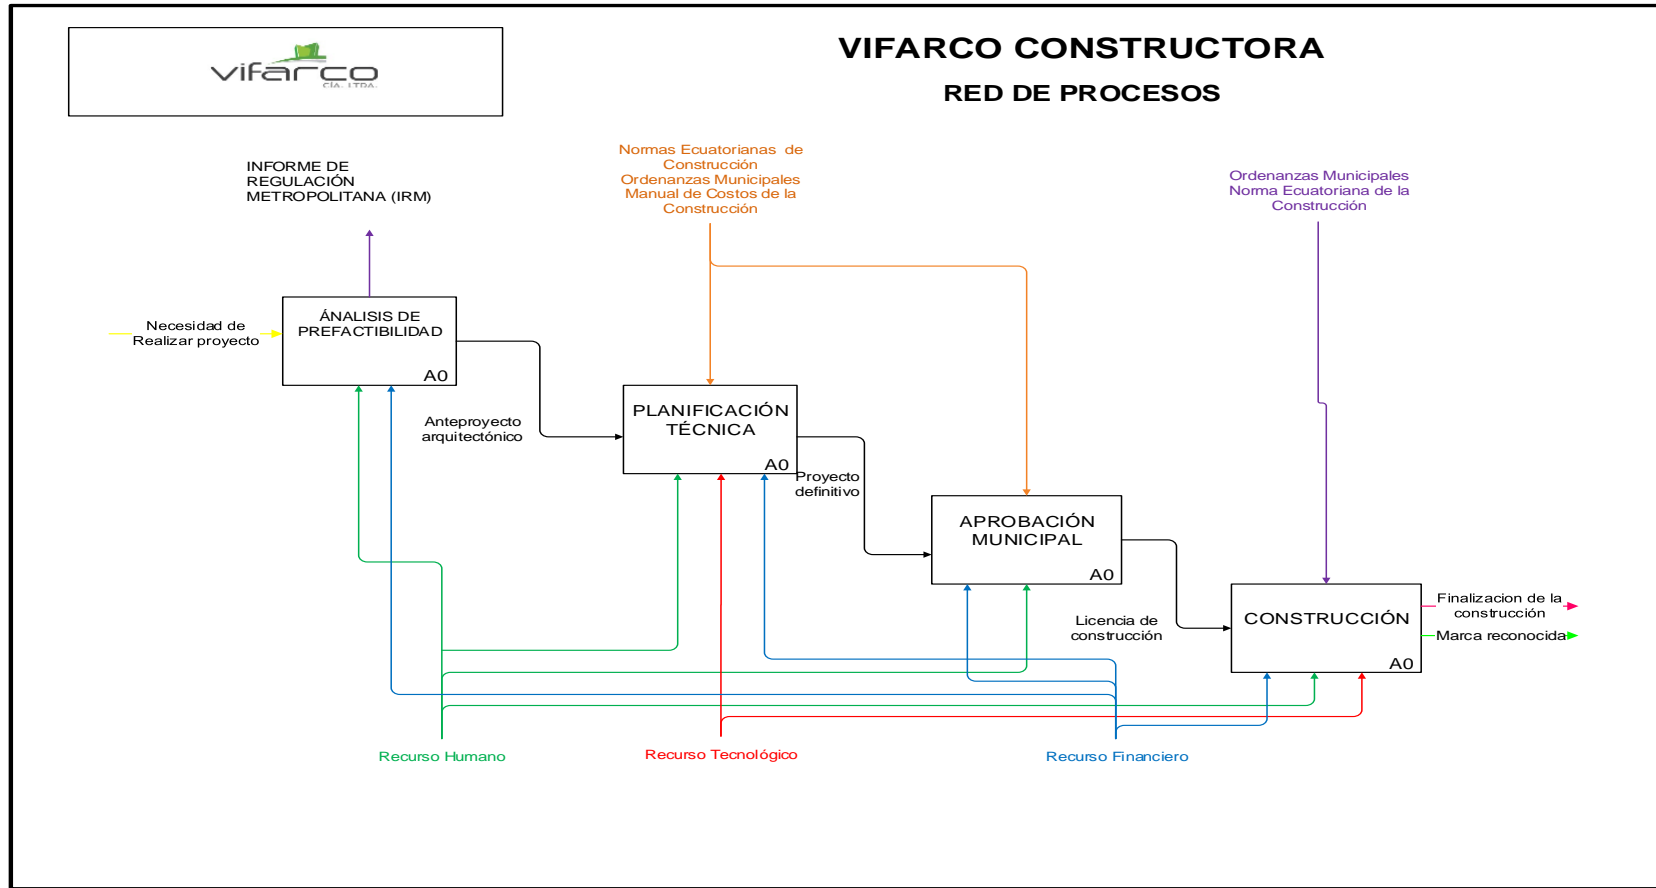 vifarco
CÍA. LTDA.
VIFARCO CONSTRUCTORA
RED DE PROCESOS
INFORME DE
REGULACIÓN
METROPOLITANA (IRM)
Normas Ecuatorianas de
Construcción
Ordenanzas Municipales
Manual de Costos de la
Construcción
Ordenanzas Municipales
Norma Ecuatoriana de la
Construcción
Necesidad de
Realizar proyecto
ÁNALISIS DE
PREFACTIBILIDAD
A0
Anteproyecto
arquitectónico
PLANIFICACIÓN
TÉCNICA
A0
Proyecto
definitivo
APROBACIÓN
MUNICIPAL
A0
Licencia de
construcción
CONSTRUCCIÓN
A0
Finalizacion de la
construcción
Marca reconocida
Recurso Humano
Recurso Tecnológico
Recurso Financiero